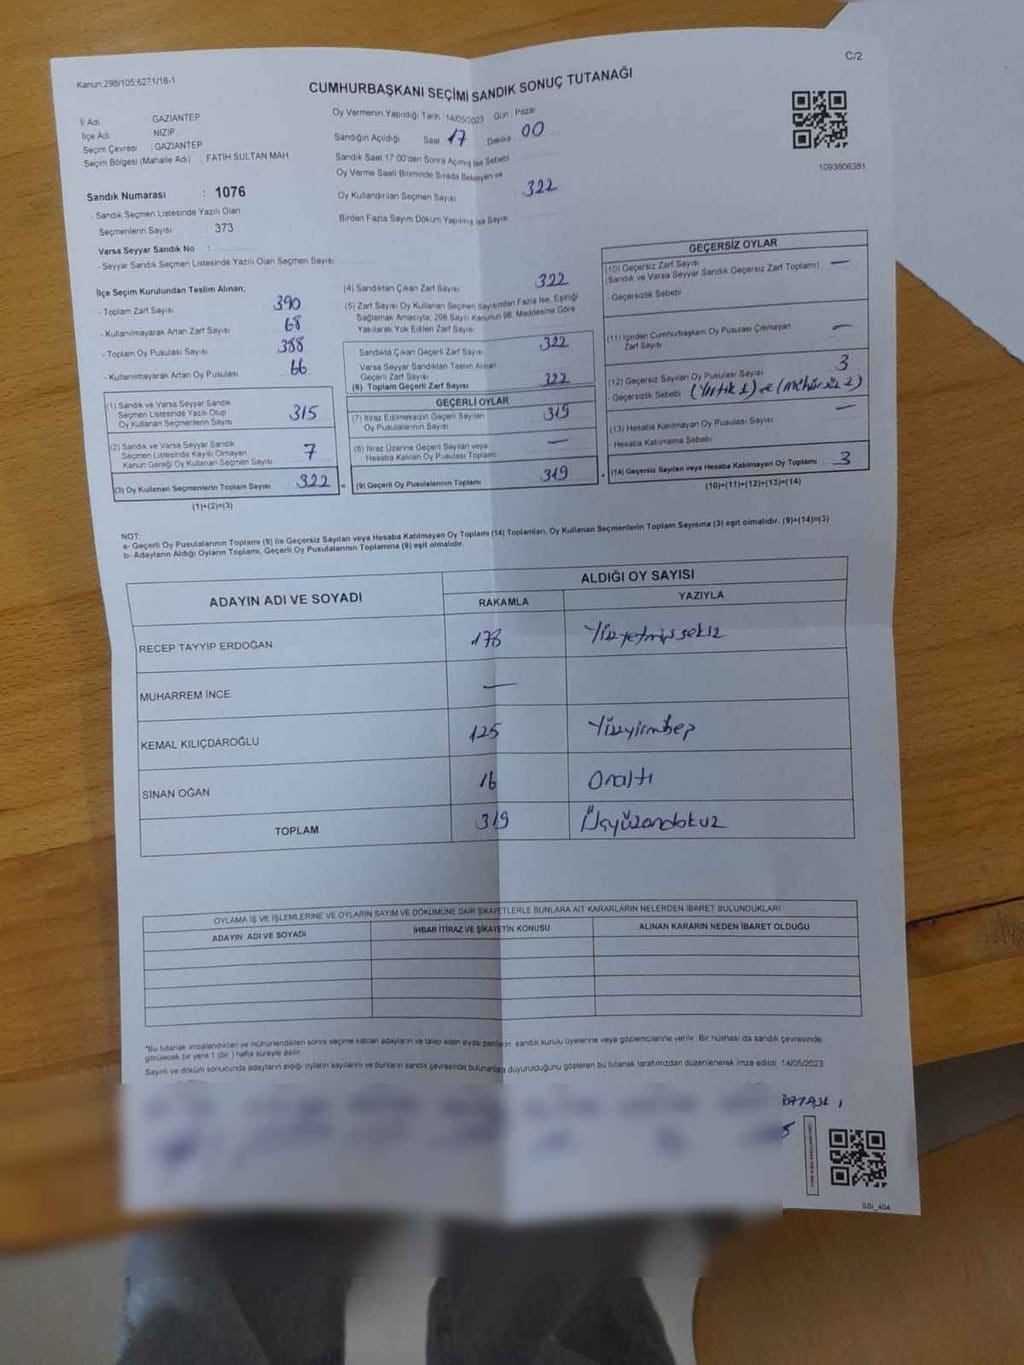 Kanun:298/105;6271/18-1
C/2
CUMHURBAŞKANI SEÇİMİ SANDIK SONUÇ TUTANAĞI
İl Adı GAZİANTEP
İlçe Adı NİZİP
Seçim Çevresi : GAZİANTEP
Seçim Bölgesi (Mahalle Adı) : FATİH SULTAN MAH
Sandık Numarası : 1076
- Sandık Seçmen Listesinde Yazılı Olan
Seçmenlerin Sayısı : 373
Varsa Seyyar Sandık No :
- Seyyar Sandık Seçmen Listesinde Yazılı Olan Seçmen Sayısı
Oy Vermenin Yapıldığı Tarih : 14/05/2023 Gün : Pazar
Sandığın Açıldığı Saat 17 Dakika 00
Sandık Saat 17:00'den Sonra Açılmış İse Sebebi
Oy Verme Saati Bitiminde Sırada Bekleyen ve
Oy Kullandırılan Seçmen Sayısı 322
Birden Fazla Sayım Döküm Yapılmış İse Sayısı
1093806381
İlçe Seçim Kurulundan Teslim Alınan;
- Toplam Zarf Sayısı 390
- Kullanılmayarak Artan Zarf Sayısı 68
- Toplam Oy Pusulası Sayısı 388
- Kullanılmayarak Artan Oy Pusulası 66
(1) Sandık ve Varsa Seyyar Sandık
Seçmen Listesinde Yazılı Olup
Oy Kullanan Seçmenlerin Sayısı 315
(2) Sandık ve Varsa Seyyar Sandık
Seçmen Listesinde Kayıtlı Olmayan
Kanun Gereği Oy Kullanan Seçmen Sayısı 7
(3) Oy Kullanan Seçmenlerin Toplam Sayısı 322 =
(1)+(2)=(3)
(4) Sandıktan Çıkan Zarf Sayısı 322
(5) Zarf Sayısı Oy Kullanan Seçmen Sayısından Fazla İse, Eşitliği
Sağlamak Amacıyla; 298 Sayılı Kanunun 98. Maddesine Göre
Yakılarak Yok Edilen Zarf Sayısı
Sandıkta Çıkan Geçerli Zarf Sayısı 322
Varsa Seyyar Sandıktan Teslim Alınan
Geçerli Zarf Sayısı
(6) Toplam Geçerli Zarf Sayısı 322
GEÇERLİ OYLAR
(7) İtiraz Edilmeksizin Geçerli Sayılan
Oy Pusulalarının Sayısı 319
(8) İtiraz Üzerine Geçerli Sayılan veya
Hesaba Katılan Oy Pusulası Toplamı —
(9) Geçerli Oy Pusulalarının Toplamı 319 +
GEÇERSİZ OYLAR
(10) Geçersiz Zarf Sayısı —
(Sandık ve Varsa Seyyar Sandık Geçersiz Zarf Toplamı)
- Geçersizlik Sebebi
(11) İçinden Cumhurbaşkanı Oy Pusulası Çıkmayan
Zarf Sayısı —
(12) Geçersiz Sayılan Oy Pusulası Sayısı 3
- Geçersizlik Sebebi (Yırtık 1) ve (Mühürsüz 2)
(13) Hesaba Katılmayan Oy Pusulası Sayısı —
- Hesaba Katılmama Sebebi
(14) Geçersiz Sayılan veya Hesaba Katılmayan Oy Toplamı 3
(10)+(11)+(12)+(13)=(14)
NOT:
a- Geçerli Oy Pusulalarının Toplamı (9) ile Geçersiz Sayılan veya Hesaba Katılmayan Oy Toplamı (14) Toplamları, Oy Kullanan Seçmenlerin Toplam Sayısına (3) eşit olmalıdır. (9)+(14)=(3)
b- Adayların Aldığı Oyların Toplamı, Geçerli Oy Pusulalarının Toplamına (9) eşit olmalıdır.
ADAYIN ADI VE SOYADI
ALDIĞI OY SAYISI
RAKAMLA YAZIYLA
RECEP TAYYİP ERDOĞAN 178 Yüzyetmişsekiz
MUHARREM İNCE —
KEMAL KILIÇDAROĞLU 125 Yüzyirmibeş
SİNAN OĞAN 16 Onaltı
TOPLAM 319 Üçyüzondokuz
OYLAMA İŞ VE İŞLEMLERİNE VE OYLARIN SAYIM VE DÖKÜMÜNE DAİR ŞİKAYETLERLE BUNLARA AİT KARARLARIN NELERDEN İBARET BULUNDUKLARI
ADAYIN ADI VE SOYADI İHBAR İTİRAZ VE ŞİKAYETİN KONUSU ALINAN KARARIN NEDEN İBARET OLDUĞU
*Bu tutanak imzalandıktan ve mühürlendikten sonra seçime katılan adayların ve talep eden siyasi partilerin sandık kurulu üyelerine veya gözlemcilerine verilir. Bir nüshası da sandık çevresinde
görülecek bir yere 1 (bir) hafta süreyle asılır.
Sayım ve döküm sonucunda adayların aldığı oyların sayılarını ve bunların sandık çevresinde bulunanlara duyurulduğunu gösteren bu tutanak tarafımızdan düzenlenerek imza edildi. 14/05/2023
SSI_404